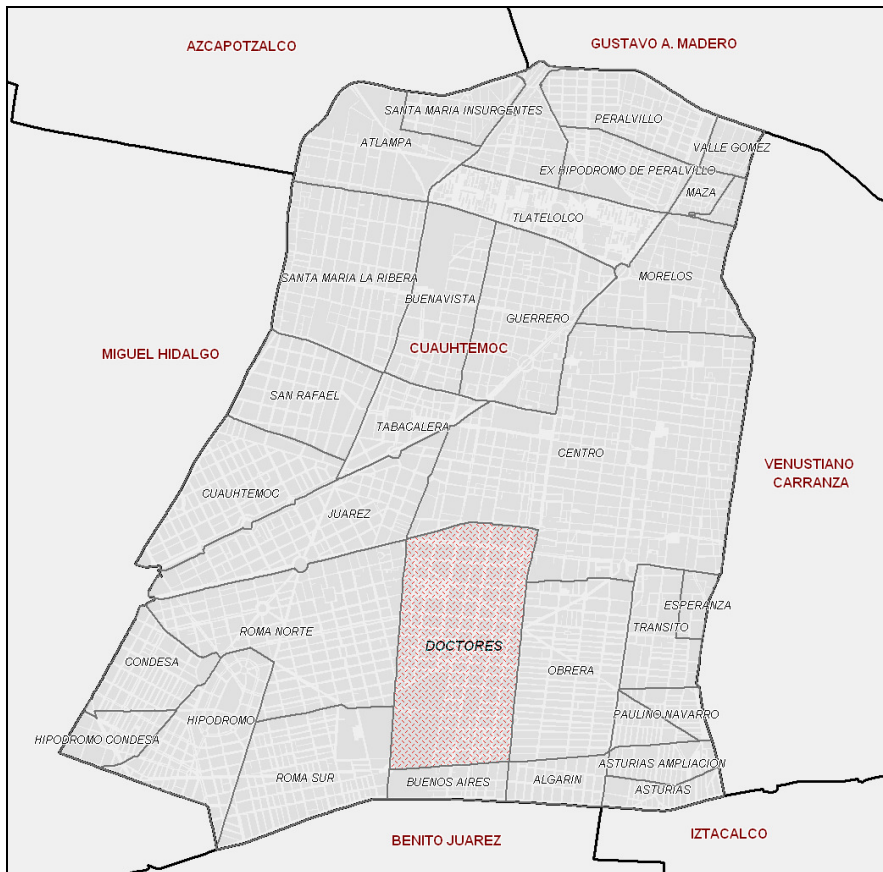 AZCAPOTZALCO
GUSTAVO A. MADERO
SANTA MARIA INSURGENTES
PERALVILLO
ATLAMPA
VALLE GOMEZ
EX HIPODROMO DE PERALVILLO
MAZA
TLATELOLCO
SANTA MARIA LA RIBERA
MORELOS
BUENAVISTA
GUERRERO
MIGUEL HIDALGO
CUAUHTEMOC
SAN RAFAEL
TABACALERA
CENTRO
VENUSTIANO
CARRANZA
CUAUHTEMOC
JUAREZ
ESPERANZA
ROMA NORTE
TRANSITO
DOCTORES
CONDESA
OBRERA
HIPODROMO
PAULINO NAVARRO
HIPODROMO CONDESA
ASTURIAS AMPLIACION
ROMA SUR
BUENOS AIRES
ALGARIN
ASTURIAS
BENITO JUAREZ
IZTACALCO